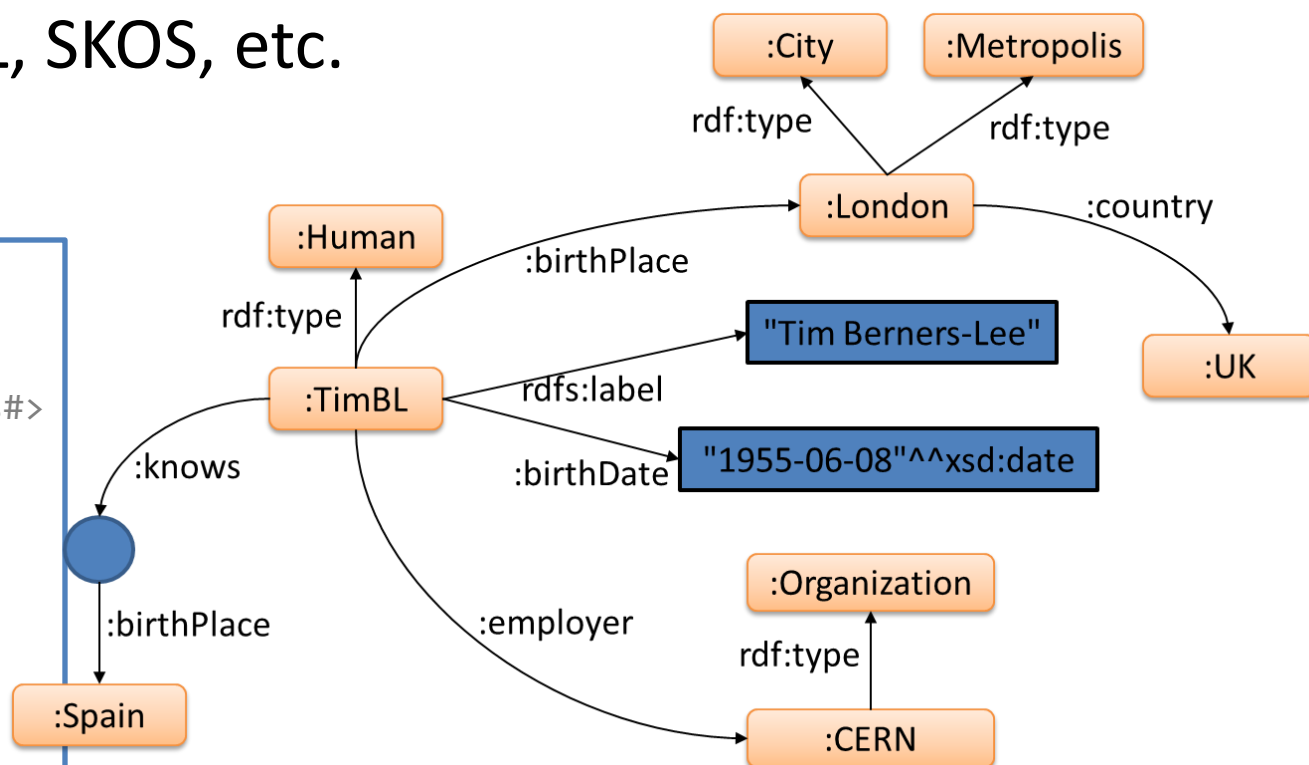 SKOS, etc.
:City
:Metropolis
rdf:type
rdf:type
:London
:country
:Human
:birthPlace
rdf:type
"Tim Berners-Lee"
:UK
:TimBL
rdfs:label
#>
:knows
:birthDate
"1955-06-08"^^xsd:date
:Organization
:birthPlace
:employer
rdf:type
:Spain
:CERN